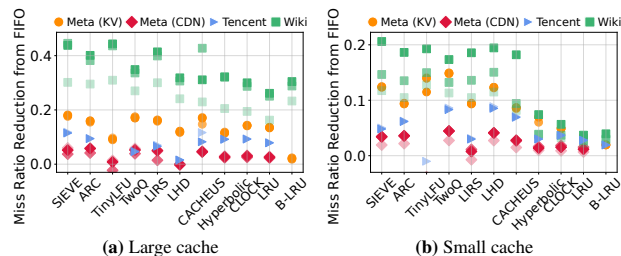 Meta (KV) Meta (CDN) Tencent Wiki
Miss Ratio Reduction from FIFO
0.4
0.2
0.0
SIEVE ARC TinyLFU TwoQ LIRS LHD CACHEUS Hyperbolic CLOCK LRU B-LRU
(a) Large cache
Meta (KV) Meta (CDN) Tencent Wiki
Miss Ratio Reduction from FIFO
0.2
0.1
0.0
SIEVE ARC TinyLFU TwoQ LIRS LHD CACHEUS Hyperbolic CLOCK LRU B-LRU
(b) Small cache